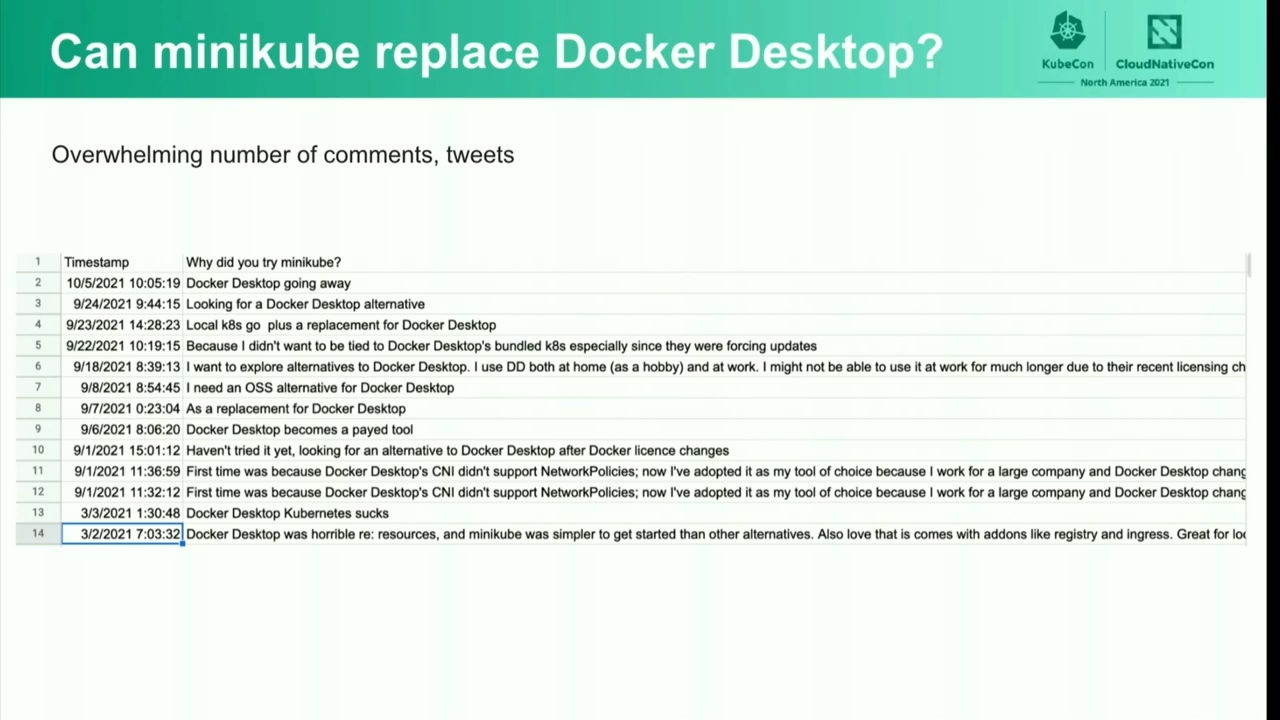 Can minikube replace Docker Desktop?
KubeCon
CloudNativeCon
North America 2021
Overwhelming number of comments, tweets
1 Timestamp Why did you try minikube?
2 10/5/2021 10:05:19 Docker Desktop going away
3 9/24/2021 9:44:15 Looking for a Docker Desktop alternative
4 9/23/2021 14:28:23 Local k8s go plus a replacement for Docker Desktop
5 9/22/2021 10:19:15 Because I didn't want to be tied to Docker Desktop's bundled k8s especially since they were forcing updates
6 9/18/2021 8:39:13 I want to explore alternatives to Docker Desktop. I use DD both at home (as a hobby) and at work. I might not be able to use it at work for much longer due to their recent licensing ch
7 9/8/2021 8:54:45 I need an OSS alternative for Docker Desktop
8 9/7/2021 0:23:04 As a replacement for Docker Desktop
9 9/6/2021 8:06:20 Docker Desktop becomes a payed tool
10 9/1/2021 15:01:12 Haven't tried it yet, looking for an alternative to Docker Desktop after Docker licence changes
11 9/1/2021 11:36:59 First time was because Docker Desktop's CNI didn't support NetworkPolicies; now I've adopted it as my tool of choice because I work for a large company and Docker Desktop chang
12 9/1/2021 11:32:12 First time was because Docker Desktop's CNI didn't support NetworkPolicies; now I've adopted it as my tool of choice because I work for a large company and Docker Desktop chang
13 3/3/2021 1:30:48 Docker Desktop Kubernetes sucks
14 3/2/2021 7:03:32 Docker Desktop was horrible re: resources, and minikube was simpler to get started than other alternatives. Also love that is comes with addons like registry and ingress. Great for loc